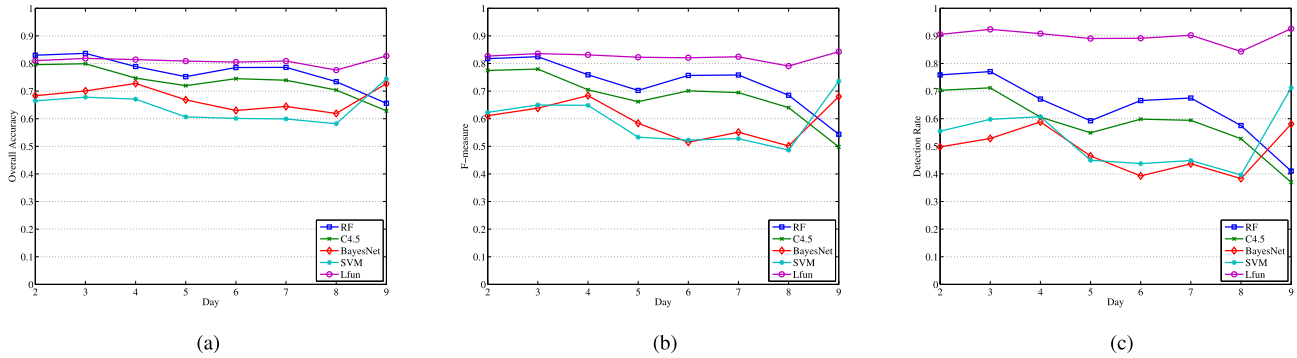 1
0.9
0.8
0.7
0.6
0.5
0.4
0.3
0.2
0.1
0
Overall Accuracy
2 3 4 5 6 7 8 9
Day
RF
C4.5
BayesNet
SVM
Lfun
(a)
1
0.9
0.8
0.7
0.6
0.5
0.4
0.3
0.2
0.1
0
F-measure
2 3 4 5 6 7 8 9
Day
RF
C4.5
BayesNet
SVM
Lfun
(b)
1
0.9
0.8
0.7
0.6
0.5
0.4
0.3
0.2
0.1
0
Detection Rate
2 3 4 5 6 7 8 9
Day
RF
C4.5
BayesNet
SVM
Lfun
(c)